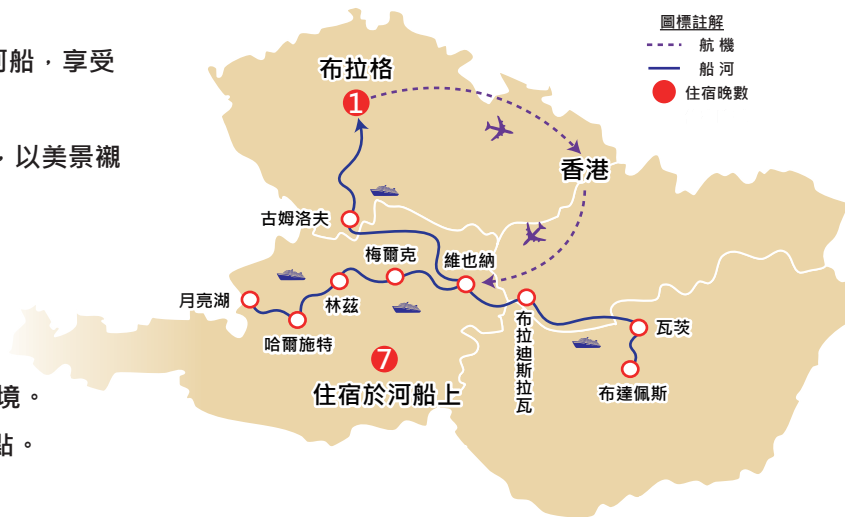 河船，享受
，以美景襯
境。
點。
圖標註解
航機
船河
住宿晚數
布拉格
1
香港
古姆洛夫
梅爾克
維也納
月亮湖
林茲
哈爾施特
布拉迪斯拉瓦
瓦茨
布達佩斯
7
住宿於河船上